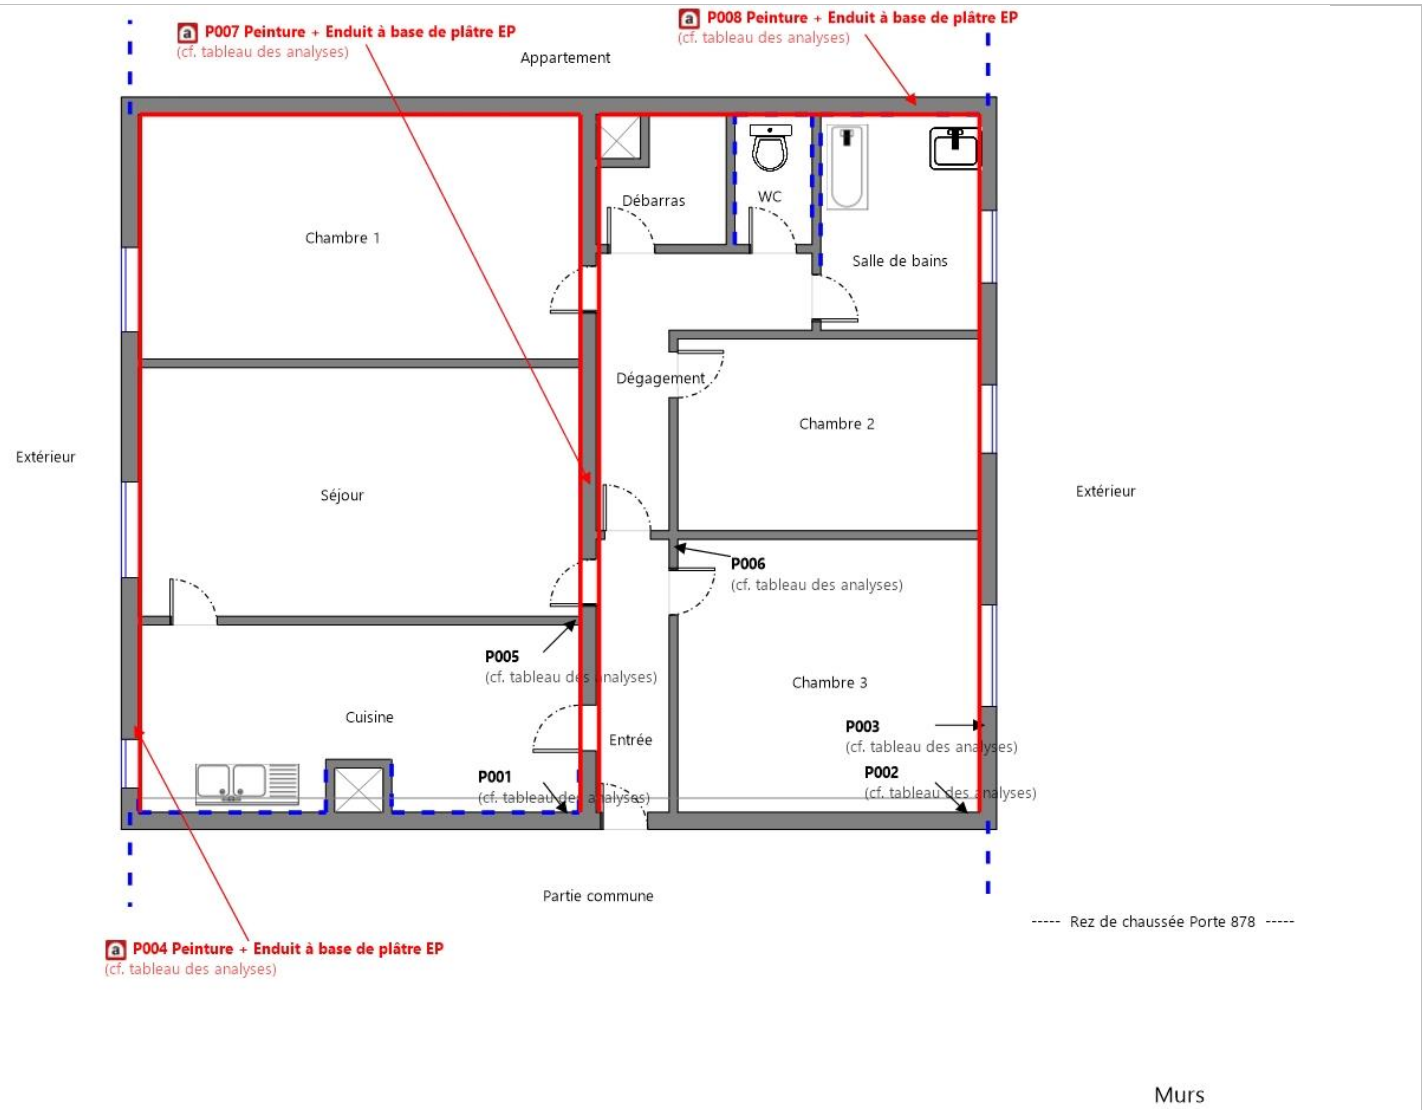 a P007 Peinture + Enduit à base de plâtre EP
(cf. tableau des analyses)
a P008 Peinture + Enduit à base de plâtre EP
(cf. tableau des analyses)
Appartement
Débarras
WC
Chambre 1
Salle de bains
Dégagement
Chambre 2
Extérieur
Séjour
Extérieur
P006
(cf. tableau des analyses)
P005
(cf. tableau des analyses)
Chambre 3
Cuisine
Entrée
P003
(cf. tableau des analyses)
P001
(cf. tableau des analyses)
P002
(cf. tableau des analyses)
Partie commune
----- Rez de chaussée Porte 878 -----
a P004 Peinture + Enduit à base de plâtre EP
(cf. tableau des analyses)
Murs